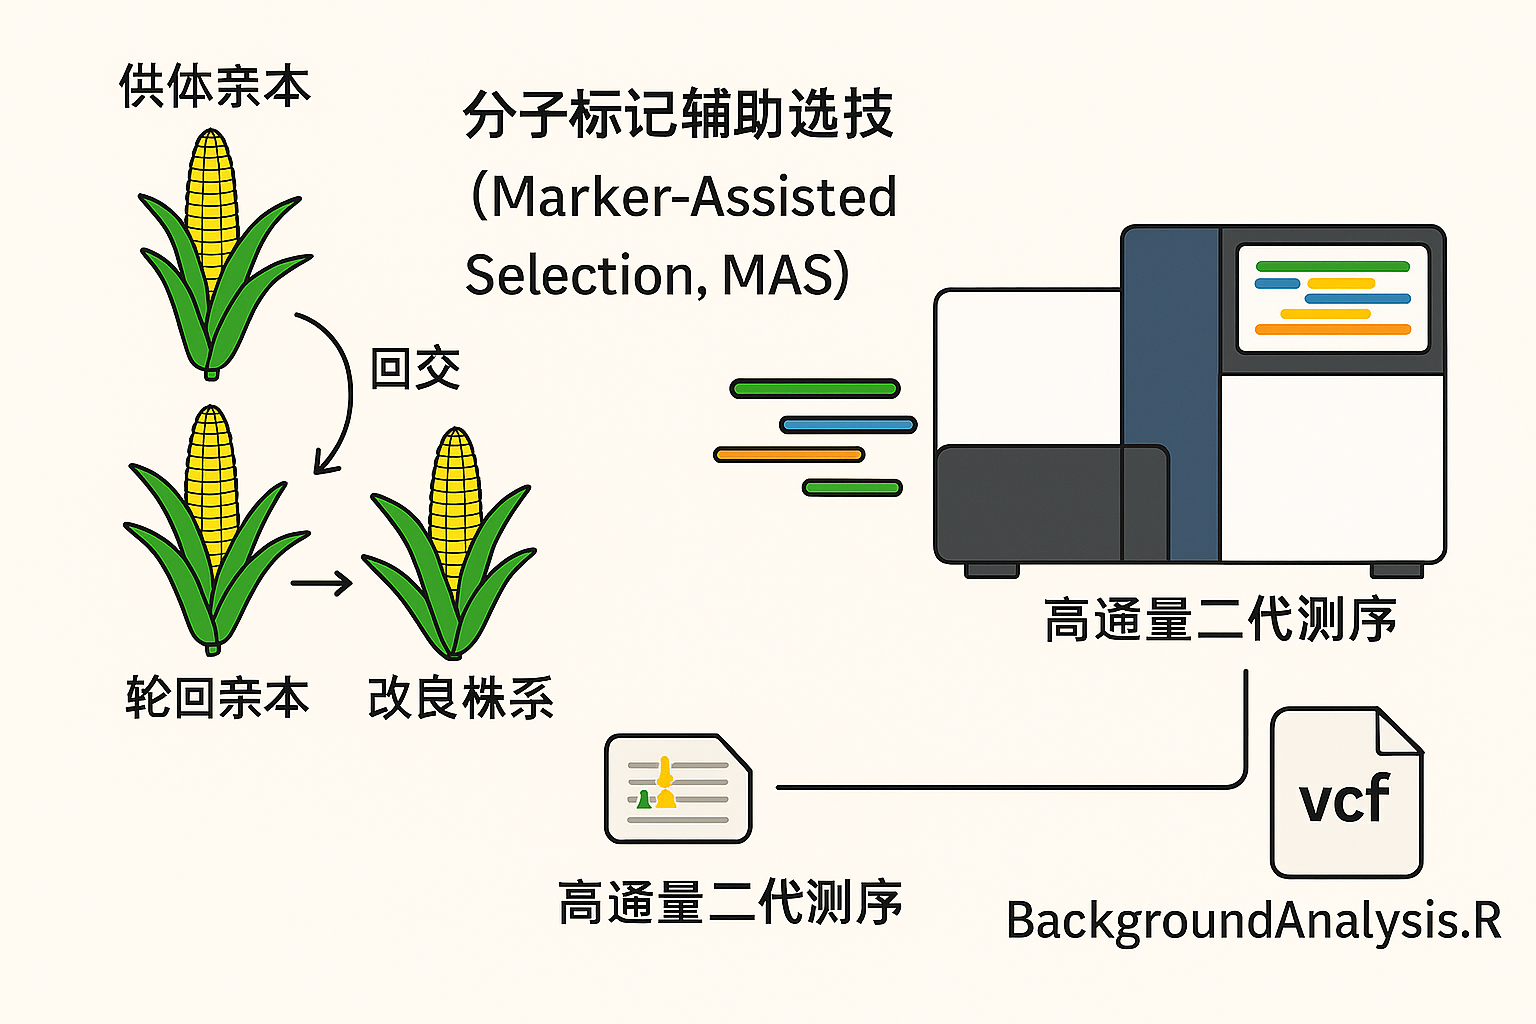 供体亲本
分子标记辅助选技
(Marker-Assisted
Selection, MAS)
回交
轮回亲本
改良株系
高通量二代测序
vcf
高通量二代测序
BackgroundAnalysis.R